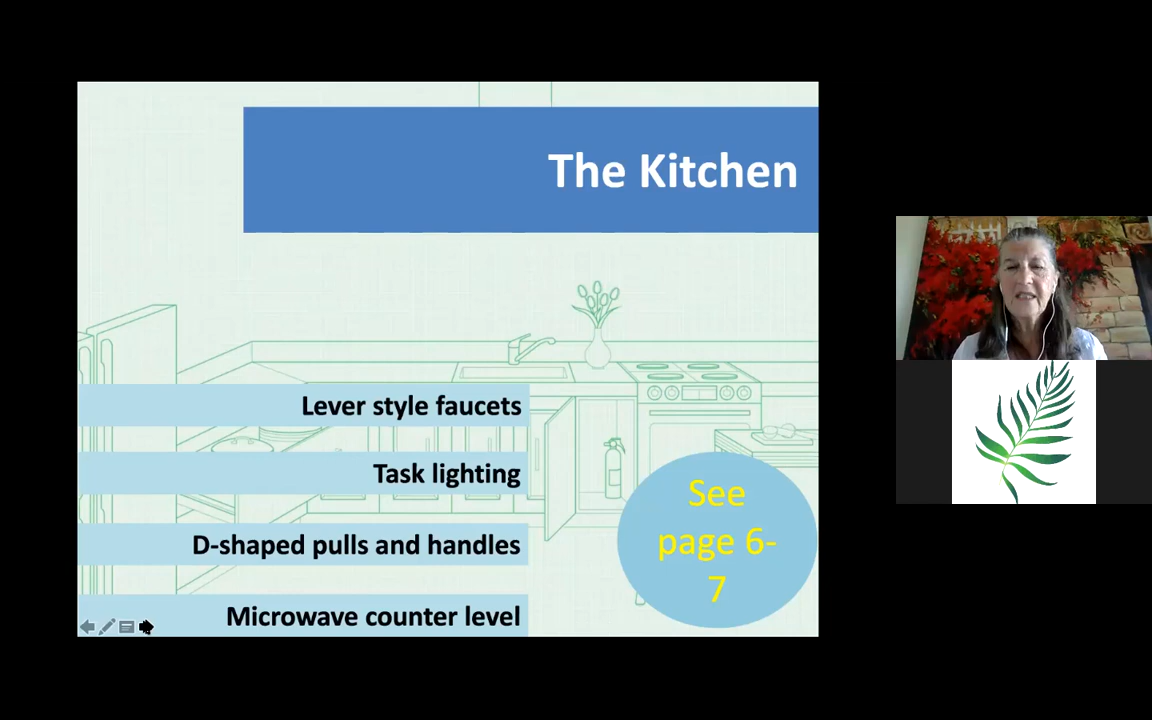 The Kitchen
Lever style faucets
Task lighting
D-shaped pulls and handles
Microwave counter level
See
page 6-
7